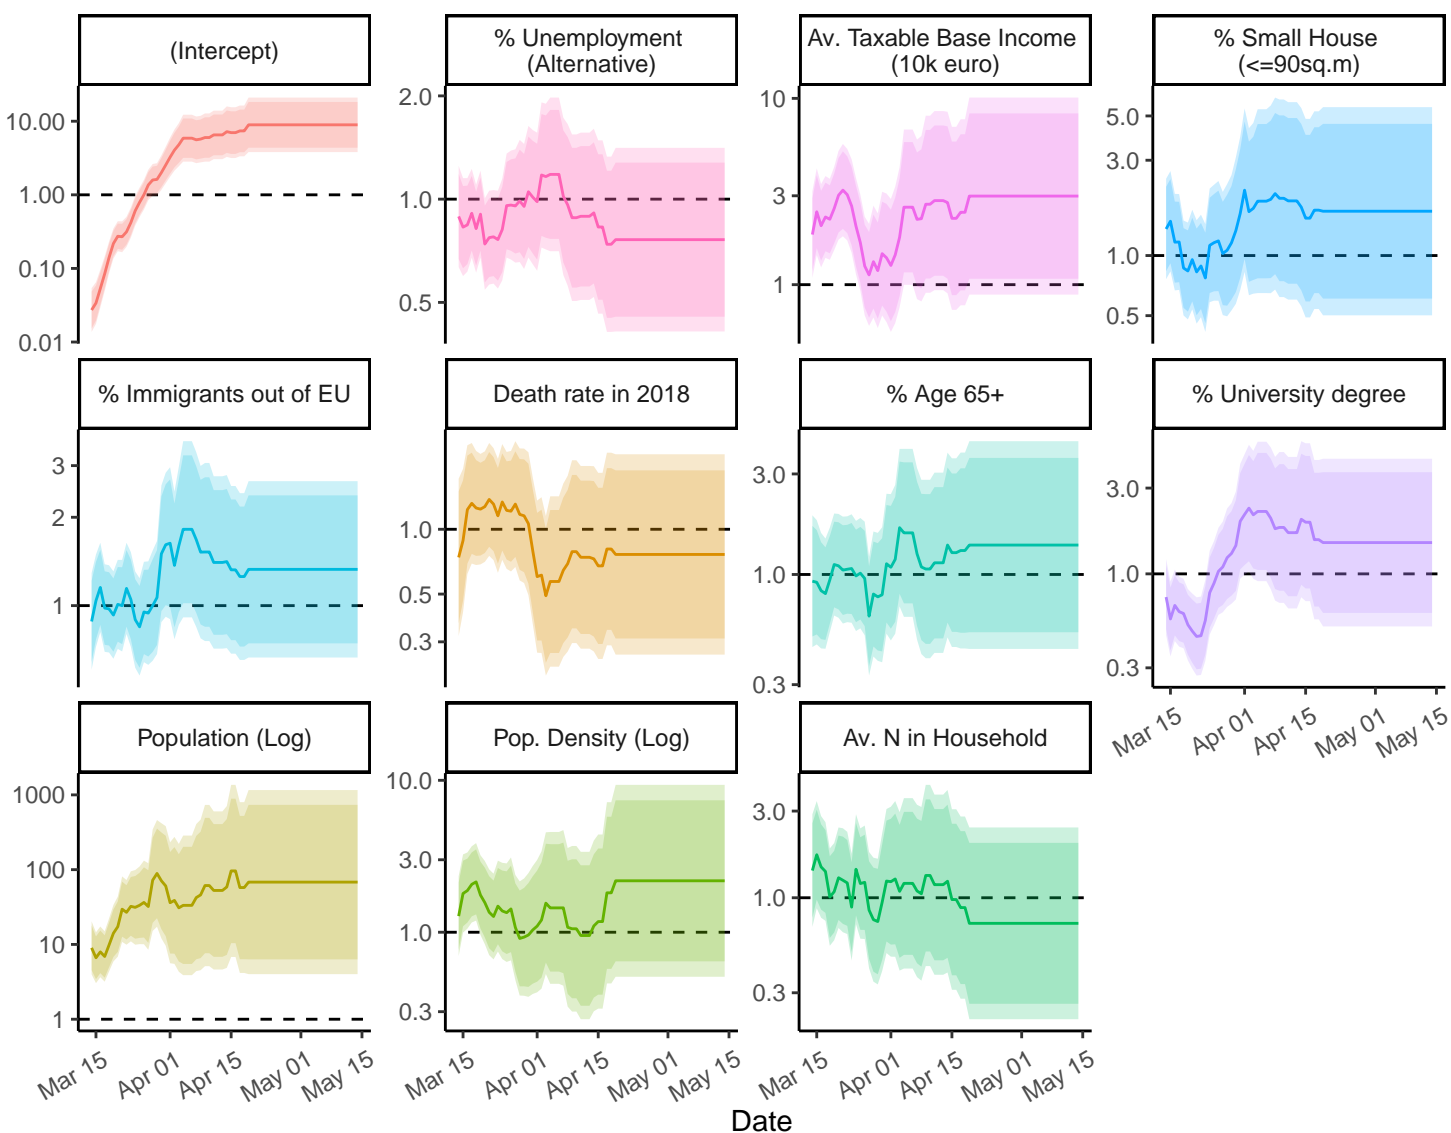 (Intercept)
% Unemployment
(Alternative)
Av. Taxable Base Income
(10k euro)
% Small House
(<=90sq.m)
10.00
1.00
0.10
0.01
2.0
1.0
0.5
10
3
1
5.0
3.0
1.0
0.5
% Immigrants out of EU
Death rate in 2018
% Age 65+
% University degree
3
2
1
1.0
0.5
0.3
3.0
1.0
0.3
3.0
1.0
0.3
Mar 15
Apr 01
Apr 15
May 01
May 15
Population (Log)
Pop. Density (Log)
Av. N in Household
1000
100
10
1
10.0
3.0
1.0
0.3
3.0
1.0
0.3
Mar 15
Apr 01
Apr 15
May 01
May 15
Mar 15
Apr 01
Apr 15
May 01
May 15
Mar 15
Apr 01
Apr 15
May 01
May 15
Date